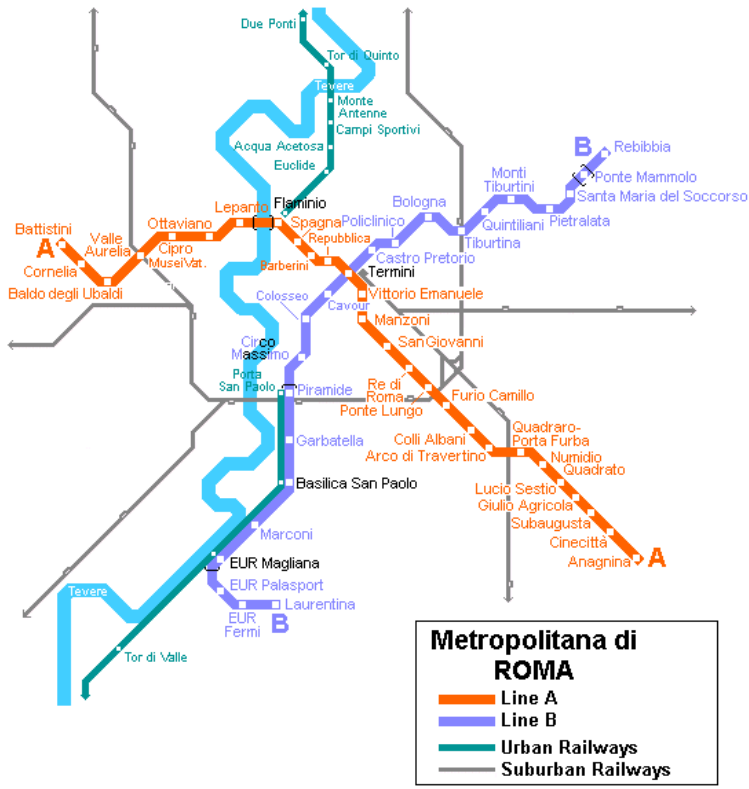 Due Ponti
Tor di Quinto
Tevere
Monte
Antenne
Campi Sportivi
Acqua Acetosa
Euclide
B
Rebibbia
Ponte Mammolo
Santa Maria del Soccorso
Monti
Tiburtini
Pietralata
Quintiliani
Tiburtina
Bologna
Policlinico
Castro Pretorio
Flaminio
Lepanto
Spagna
Ottaviano
Repubblica
Battistini
A
Valle
Aurelia
Cipro
MuseiVat.
Cornelia
Baldo degli Ubaldi
Barberini
Termini
Vittorio Emanuele
Colosseo
Cavour
Manzoni
Circo
Massimo
San Giovanni
Porta
San Paolo
Piramide
Re di
Roma
Ponte Lungo
Furio Camillo
Garbatella
Colli Albani
Arco di Travertino
Quadraro-
Porta Furba
Numidio
Quadrato
Basilica San Paolo
Lucio Sestio
Giulio Agricola
Subaugusta
Cinecittà
Anagnina
A
Marconi
EUR Magliana
EUR Palasport
Laurentina
EUR
Fermi
B
Tevere
Tor di Valle
Metropolitana di
ROMA
Line A
Line B
Urban Railways
Suburban Railways